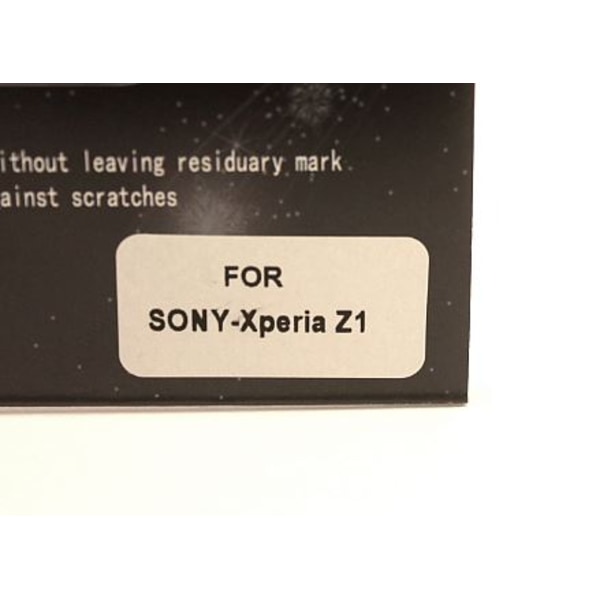 ithout leaving residuary mark
ainst scratches
FOR
SONY-Xperia Z1